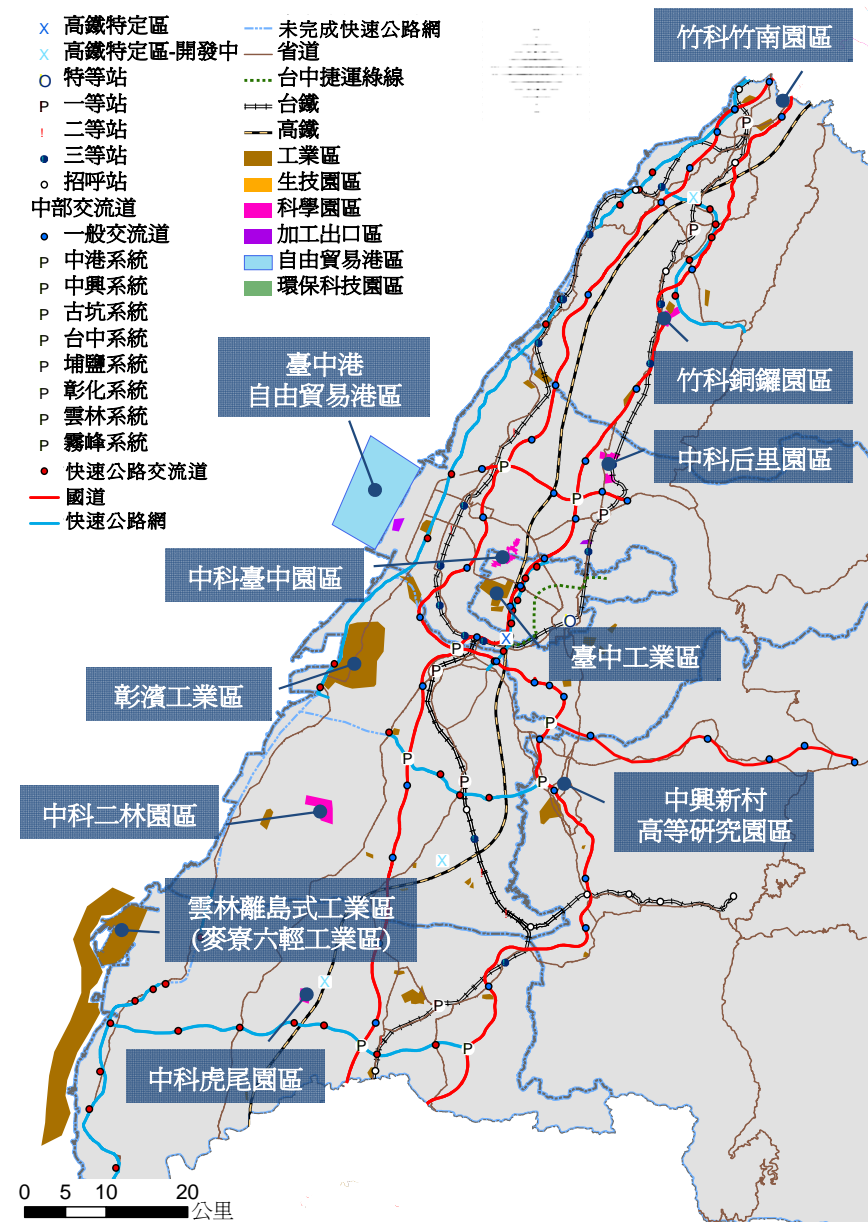 X 高鐵特定區
X 高鐵特定區-開發中
O 特等站
P 一等站
! 二等站
三等站
招呼站
中部交流道
一般交流道
P 中港系統
P 中興系統
P 古坑系統
P 台中系統
P 埔鹽系統
P 彰化系統
P 雲林系統
P 霧峰系統
快速公路交流道
國道
快速公路網
未完成快速公路網
省道
台中捷運綠線
台鐵
高鐵
工業區
生技園區
科學園區
加工出口區
自由貿易港區
環保科技園區
竹科竹南園區
竹科銅鑼園區
臺中港
自由貿易港區
中科后里園區
中科臺中園區
臺中工業區
彰濱工業區
中科二林園區
中興新村
高等研究園區
雲林離島式工業區
(麥寮六輕工業區)
中科虎尾園區
0 5 10 20
公里